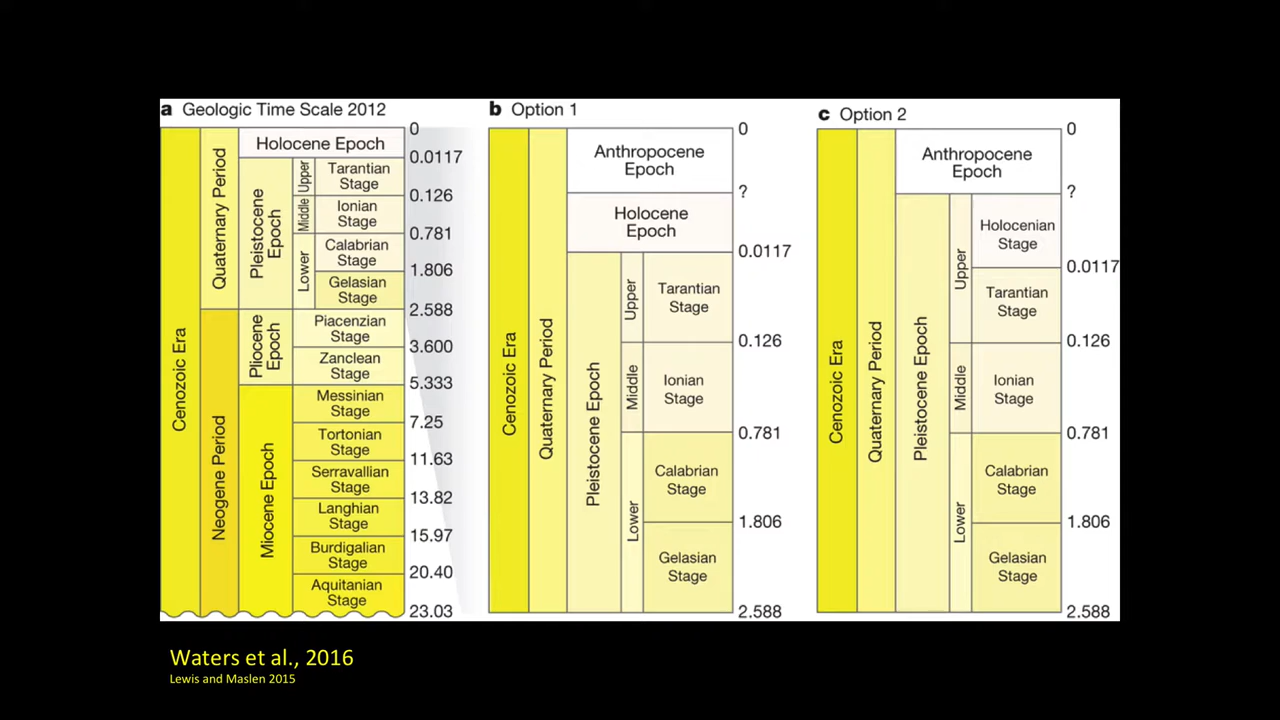 a Geologic Time Scale 2012
Cenozoic Era
Quaternary Period
Neogene Period
Holocene Epoch
Pleistocene Epoch
Pliocene Epoch
Miocene Epoch
Upper
Middle
Lower
Tarantian
Stage
Ionian
Stage
Calabrian
Stage
Gelasian
Stage
Piacenzian
Stage
Zanclean
Stage
Messinian
Stage
Tortonian
Stage
Serravallian
Stage
Langhian
Stage
Burdigalian
Stage
Aquitanian
Stage
0
0.0117
0.126
0.781
1.806
2.588
3.600
5.333
7.25
11.63
13.82
15.97
20.40
23.03
b Option 1
Cenozoic Era
Quaternary Period
Anthropocene
Epoch
Holocene
Epoch
Pleistocene Epoch
Upper
Middle
Lower
Tarantian
Stage
Ionian
Stage
Calabrian
Stage
Gelasian
Stage
0
?
0.0117
0.126
0.781
1.806
2.588
c Option 2
Cenozoic Era
Quaternary Period
Anthropocene
Epoch
Pleistocene Epoch
Upper
Middle
Lower
Holocenian
Stage
Tarantian
Stage
Ionian
Stage
Calabrian
Stage
Gelasian
Stage
0
?
0.0117
0.126
0.781
1.806
2.588
Waters et al., 2016
Lewis and Maslen 2015